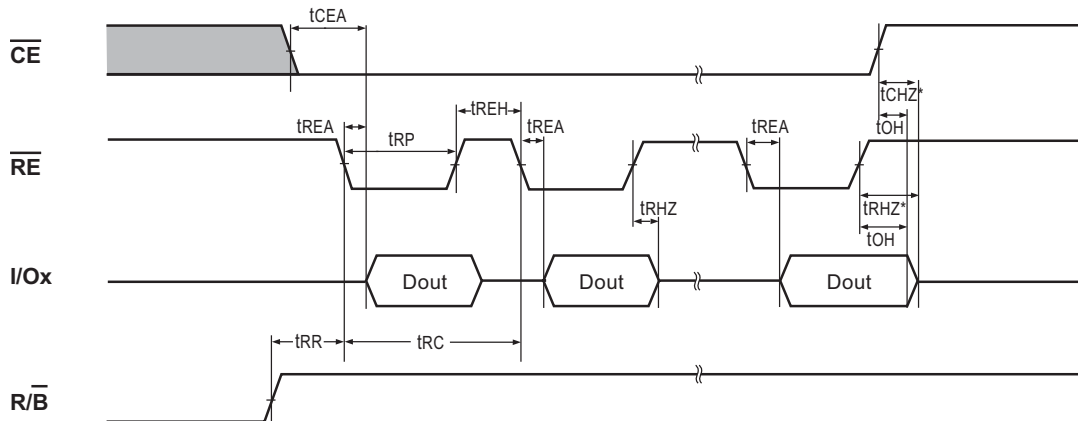 tCEA
CE
tCHZ*
tREH
tREA
tRP
tREA
tREA
tOH
RE
tRHZ
tRHZ*
tOH
I/Ox
Dout
Dout
Dout
tRR
tRC
R/B